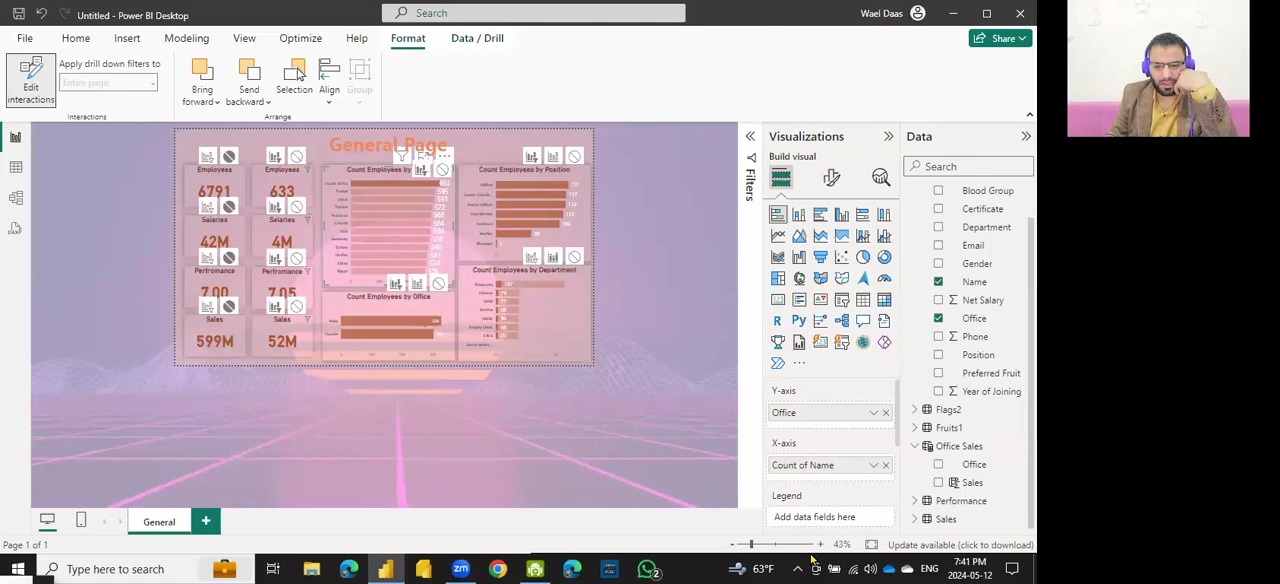 Untitled - Power BI Desktop
Search
Wael Daas
File Home Insert Modeling View Optimize Help Format Data / Drill
Share
Edit interactions
Apply drill down filters to
Entire page
Bring forward
Send backward
Selection
Align
Group
Interactions
Arrange
General Page
Employees
6791
Employees
633
Salaries
42M
Salaries
4M
Perfromance
7.00
Perfromance
7.05
Sales
599M
Sales
52M
Count Employees by
Count Employees by Position
Count Employees by Office
Count Employees by Department
Filters
Visualizations
Build visual
Y-axis
Office
X-axis
Count of Name
Legend
Add data fields here
Data
Search
Blood Group
Certificate
Department
Email
Gender
Name
Net Salary
Office
Phone
Position
Preferred Fruit
Year of Joining
Flags2
Fruits1
Office Sales
Office
Sales
Performance
Sales
General
Page 1 of 1
43%
Update available (click to download)
Type here to search
63°F
ENG
7:41 PM
2024-05-12
2